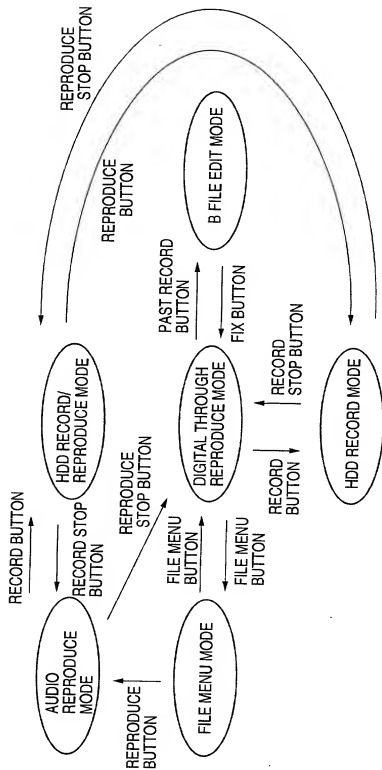 REPRODUCE
STOP BUTTON
REPRODUCE
BUTTON
RECORD BUTTON
HDD RECORD/
REPRODUCE MODE
RECORD STOP
BUTTON
AUDIO
REPRODUCE
MODE
REPRODUCE
STOP BUTTON
PAST RECORD
BUTTON
B FILE EDIT MODE
FIX BUTTON
DIGITAL THROUGH
REPRODUCE MODE
FILE MENU
BUTTON
FILE MENU
BUTTON
REPRODUCE
BUTTON
FILE MENU MODE
RECORD
BUTTON
RECORD
STOP BUTTON
HDD RECORD MODE